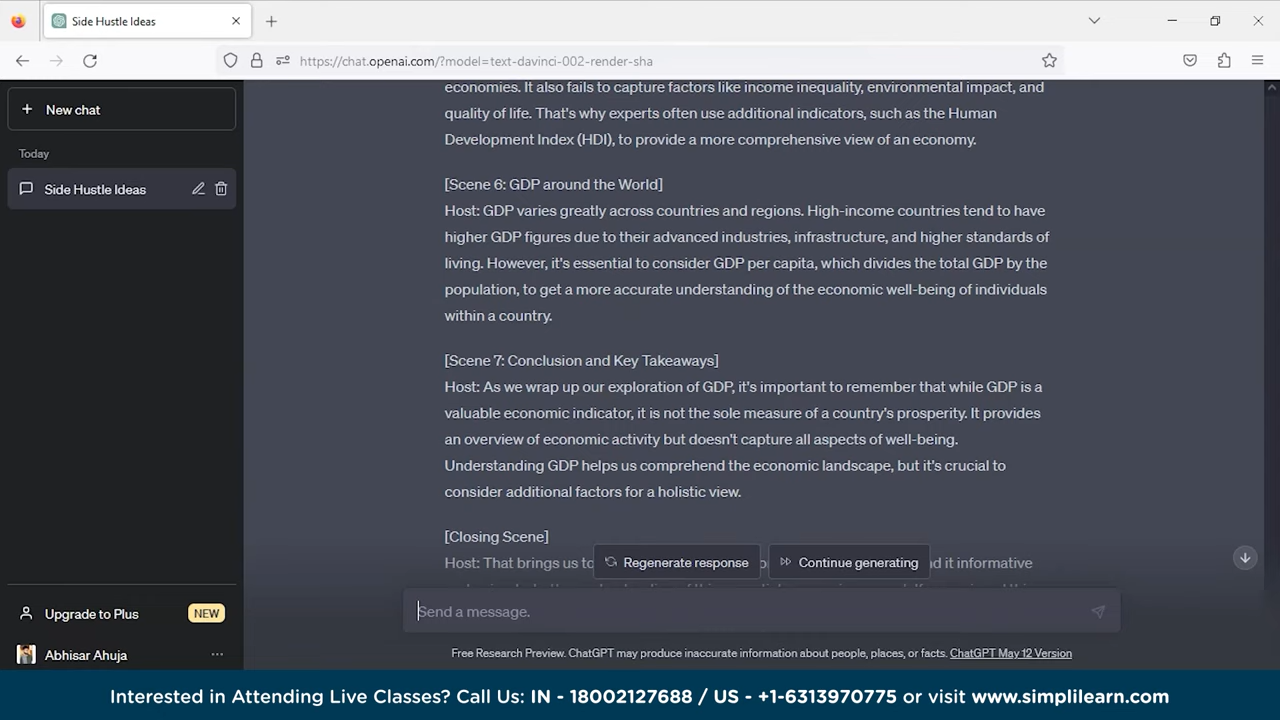 Side Hustle Ideas
https://chat.openai.com/?model=text-davinci-002-render-sha
New chat
Today
Side Hustle Ideas
economies. It also fails to capture factors like income inequality, environmental impact, and
quality of life. That's why experts often use additional indicators, such as the Human
Development Index (HDI), to provide a more comprehensive view of an economy.
[Scene 6: GDP around the World]
Host: GDP varies greatly across countries and regions. High-income countries tend to have
higher GDP figures due to their advanced industries, infrastructure, and higher standards of
living. However, it's essential to consider GDP per capita, which divides the total GDP by the
population, to get a more accurate understanding of the economic well-being of individuals
within a country.
[Scene 7: Conclusion and Key Takeaways]
Host: As we wrap up our exploration of GDP, it's important to remember that while GDP is a
valuable economic indicator, it is not the sole measure of a country's prosperity. It provides
an overview of economic activity but doesn't capture all aspects of well-being.
Understanding GDP helps us comprehend the economic landscape, but it's crucial to
consider additional factors for a holistic view.
[Closing Scene]
Host: That brings us to
it informative
Regenerate response
Continue generating
Upgrade to Plus NEW
Send a message.
Abhisar Ahuja
Free Research Preview. ChatGPT may produce inaccurate information about people, places, or facts. ChatGPT May 12 Version
Interested in Attending Live Classes? Call Us: IN - 18002127688 / US - +1-6313970775 or visit www.simplilearn.com